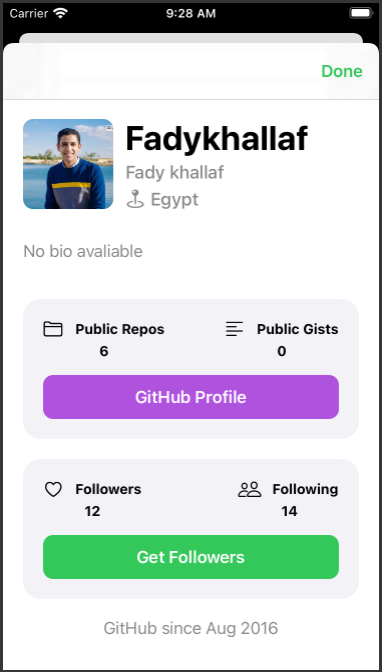 Carrier 9:28 AM
Done
Fadykhallaf
Fady khallaf
Egypt
No bio avaliable
Public Repos Public Gists
6 0
GitHub Profile
Followers Following
12 14
Get Followers
GitHub since Aug 2016